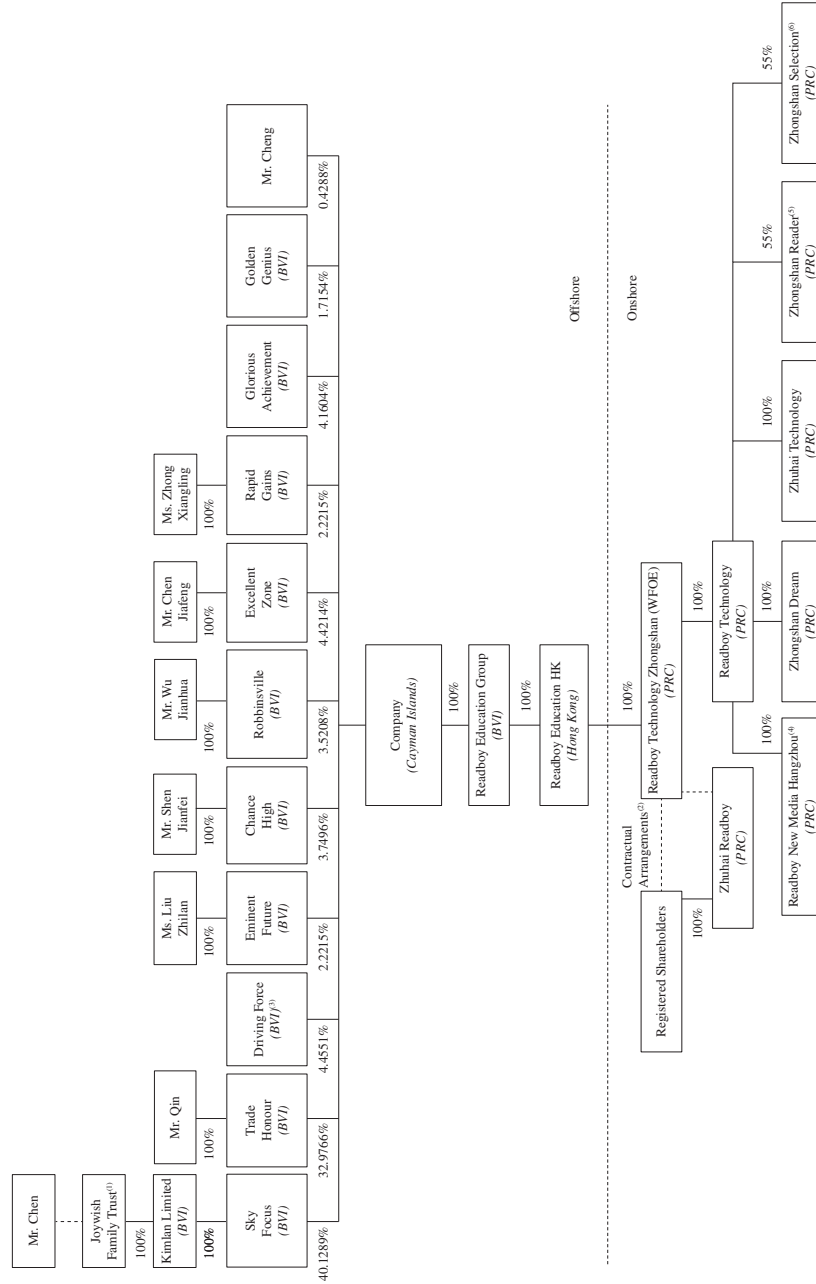 Mr. Chen
Joywish
Family Trust(1)
100%
Kimlan Limited
(BVI)
Mr. Qin
Ms. Liu
Zhilan
Mr. Shen
Jianfei
Mr. Wu
Jianhua
Mr. Chen
Jiafeng
Ms. Zhong
Xiangling
100%
100%
100%
100%
100%
100%
100%
Sky
Focus
(BVI)
Trade
Honour
(BVI)
Driving Force
(BVI)(3)
Eminent
Future
(BVI)
Chance
High
(BVI)
Robbinsville
(BVI)
Excellent
Zone
(BVI)
Rapid
Gains
(BVI)
Glorious
Achievement
(BVI)
Golden
Genius
(BVI)
Mr. Cheng
40.1289%
32.9766%
4.4551%
2.2215%
3.7496%
3.5208%
4.4214%
2.2215%
4.1604%
1.7154%
0.4288%
Company
(Cayman Islands)
100%
Readboy Education Group
(BVI)
100%
Readboy Education HK
(Hong Kong)
Offshore
Onshore
100%
Contractual
Arrangements(2)
Registered Shareholders
Readboy Technology Zhongshan (WFOE)
(PRC)
100%
100%
Zhuhai Readboy
(PRC)
Readboy Technology
(PRC)
100%
100%
100%
55%
55%
Readboy New Media Hangzhou(4)
(PRC)
Zhongshan Dream
(PRC)
Zhuhai Technology
(PRC)
Zhongshan Reader(5)
(PRC)
Zhongshan Selection(6)
(PRC)